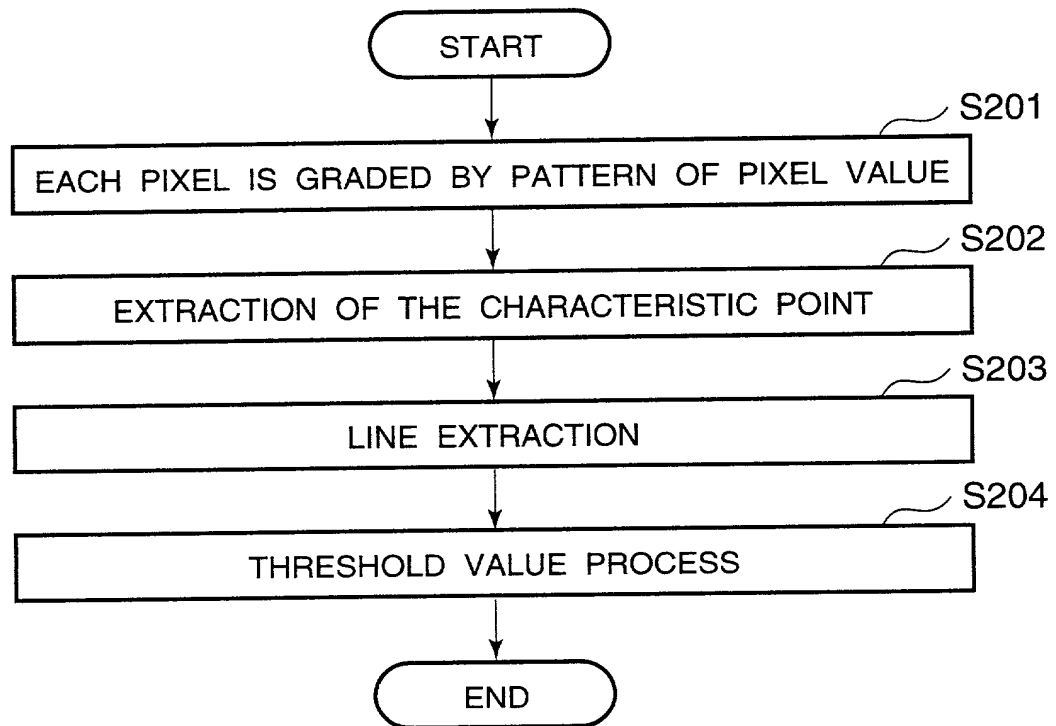 START
S201
EACH PIXEL IS GRADED BY PATTERN OF PIXEL VALUE
S202
EXTRACTION OF THE CHARACTERISTIC POINT
S203
LINE EXTRACTION
S204
THRESHOLD VALUE PROCESS
END